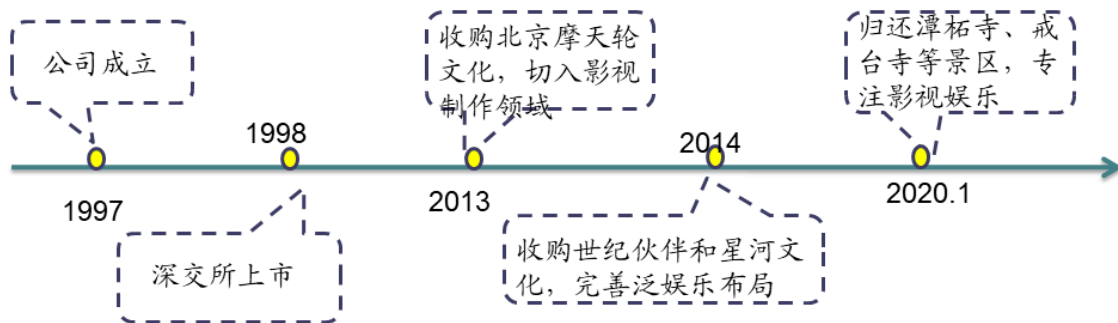 公司成立
1997
1998
深交所上市
收购北京摩天轮
文化，切入影视
制作领域
2013
2014
收购世纪伙伴和星河文
化，完善泛娱乐布局
归还潭柘寺、戒
台寺等景区，专
注影视娱乐
2020.1